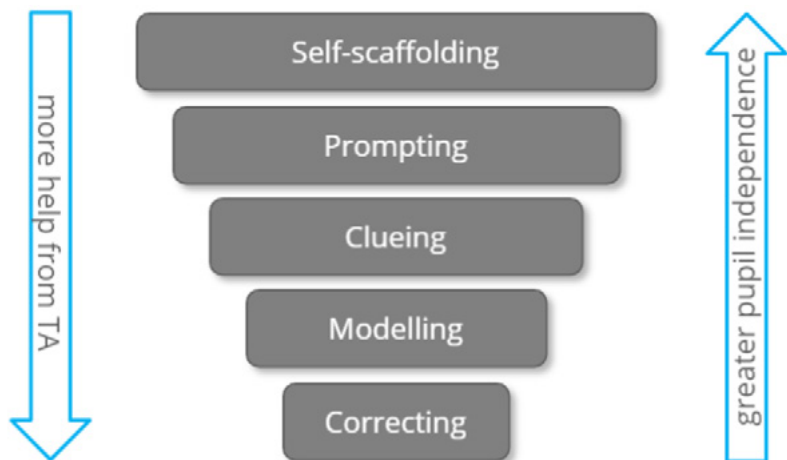 Self-scaffolding
Prompting
Clueing
Modelling
Correcting
more help from TA
greater pupil independence